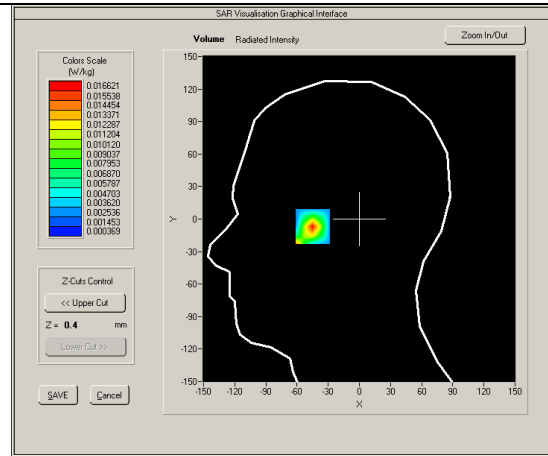 SAR Visualisation Graphical Interface
Volume Radiated Intensity
Zoom In/Out
Colors Scale
(W/kg)
0.016621
0.015538
0.014454
0.013371
0.012287
0.011204
0.010120
0.009037
0.007953
0.006870
0.005787
0.004703
0.003620
0.002536
0.001453
0.000369
Z-Cuts Control
<< Upper Cut
Z = 0.4 mm
Lower Cut >>
SAVE Cancel
150
120
90
60
30
0
-30
-60
-90
-120
-150
Y
-150 -120 -90 -60 -30 0 30 60 90 120 150
X